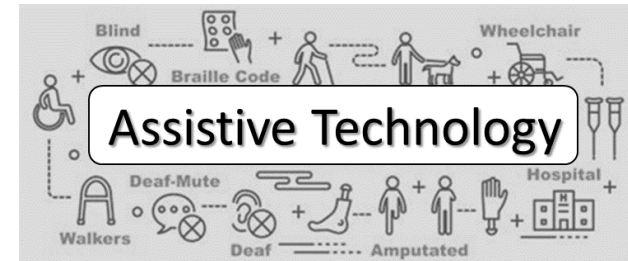 Blind
Wheelchair
Braille Code
Assistive Technology
Deaf-Mute
Hospital
H
Walkers
Deaf
Amputated